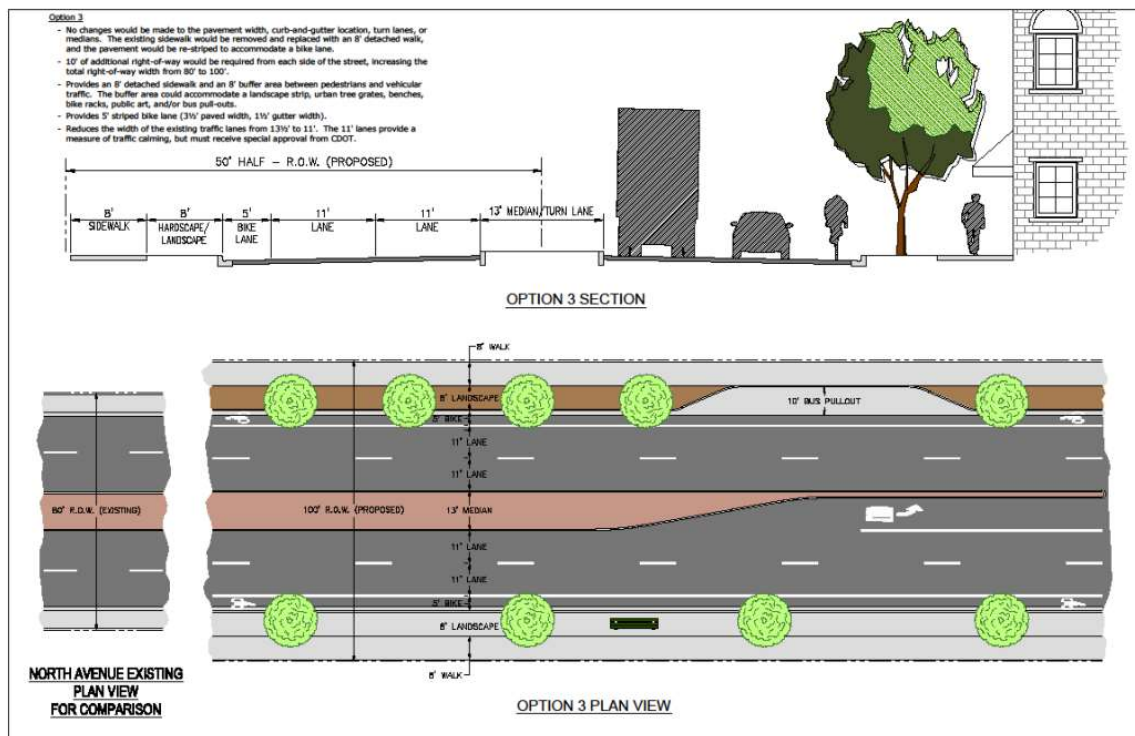 Option 3
- No changes would be made to the pavement width, curb-and-gutter location, turn lanes, or
medians. The existing sidewalk would be removed and replaced with an 8' detached walk,
and the pavement would be re-striped to accommodate a bike lane.
- 10' of additional right-of-way would be required from each side of the street, increasing the
total right-of-way width from 80' to 100'.
- Provides an 8' detached sidewalk and an 8' buffer area between pedestrians and vehicular
traffic. The buffer area could accommodate a landscape strip, urban tree grates, benches,
bike racks, public art, and/or bus pull-outs.
- Provides 5' striped bike lane (3½' paved width, 1½' gutter width).
- Reduces the width of the existing traffic lanes from 13½' to 11'. The 11' lanes provide a
measure of traffic calming, but must receive special approval from CDOT.
50' HALF - R.O.W. (PROPOSED)
8'
SIDEWALK
8'
HARDSCAPE/
LANDSCAPE
5'
BIKE
LANE
11'
LANE
11'
LANE
13' MEDIAN/TURN LANE
OPTION 3 SECTION
8' WALK
8' LANDSCAPE
10' BUS PULLOUT
5' BIKE
11' LANE
11' LANE
80' R.O.W. (EXISTING)
100' R.O.W. (PROPOSED)
13' MEDIAN
11' LANE
11' LANE
5' BIKE
8' LANDSCAPE
8' WALK
NORTH AVENUE EXISTING
PLAN VIEW
FOR COMPARISON
OPTION 3 PLAN VIEW